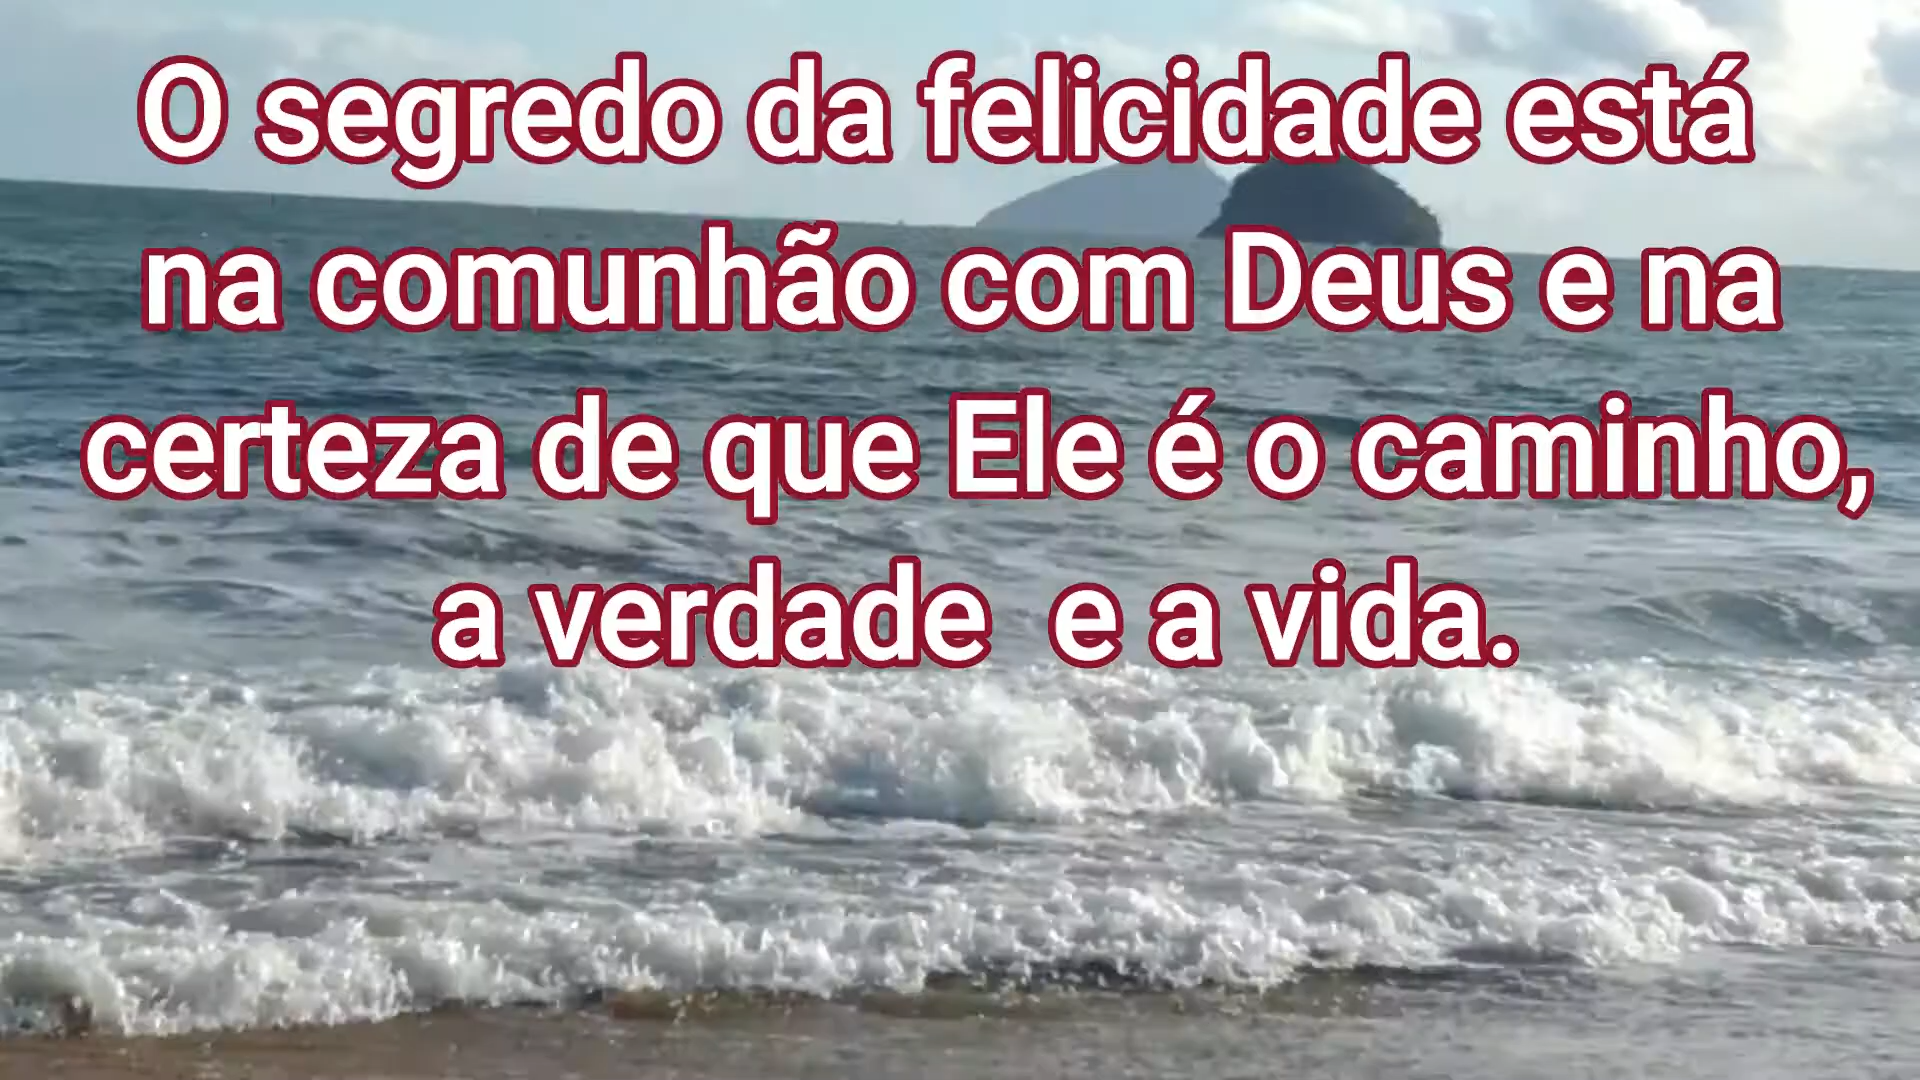 O segredo da felicidade está
na comunhão com Deus e na
certeza de que Ele é o caminho,
a verdade  e a vida.